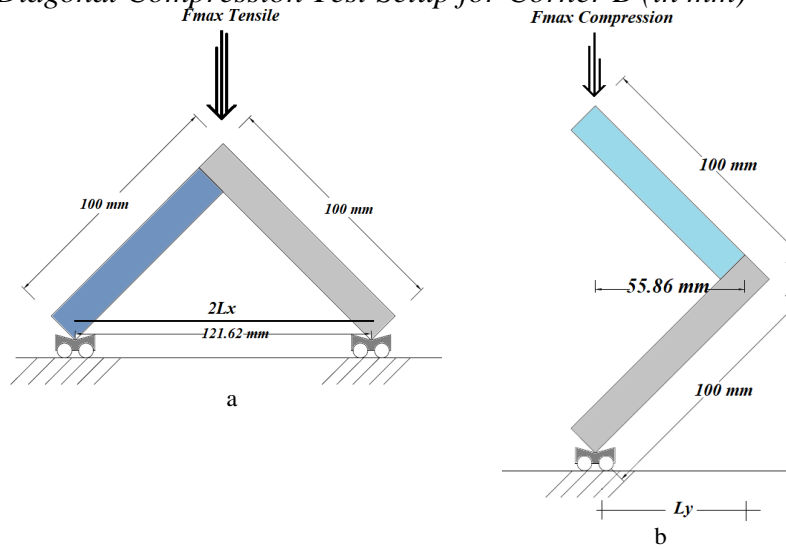 Diagonal Compression Test Setup for Corner B (in mm)
Fmax Tensile
Fmax Compression
100 mm
100 mm
2Lx
121.62 mm
a
100 mm
55.86 mm
100 mm
Ly
b